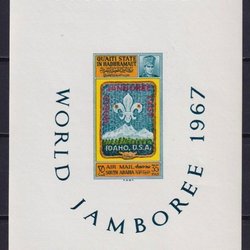 QUAITI STATE
IN HADHRAMAUT
JAMBOREE
IDAHO, U.S.A.
AIR MAIL
35
SOUTH ARABIA
WORLD JAMBOREE 1967